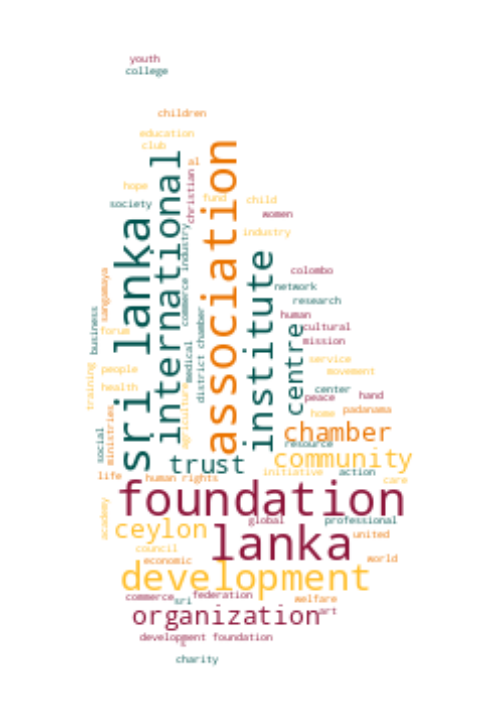 youth
college
children
education
club
al
hope
christian
fund
child
society
women
industry
association
international
sri lanka
commerce industry
institute
colombo
network
sangamaya
research
business
human
cultural
forum
mission
district chamber
centre
medical
service
people
movement
training
health
center
peace
hand
agriculture
home
padanama
ministries
social
chamber
resource
community
trust
initiative
action
life
human rights
care
foundation
academy
global
professional
ceylon
lanka
united
council
economic
world
development
commerce
sri
federation
welfare
organization
art
development foundation
charity